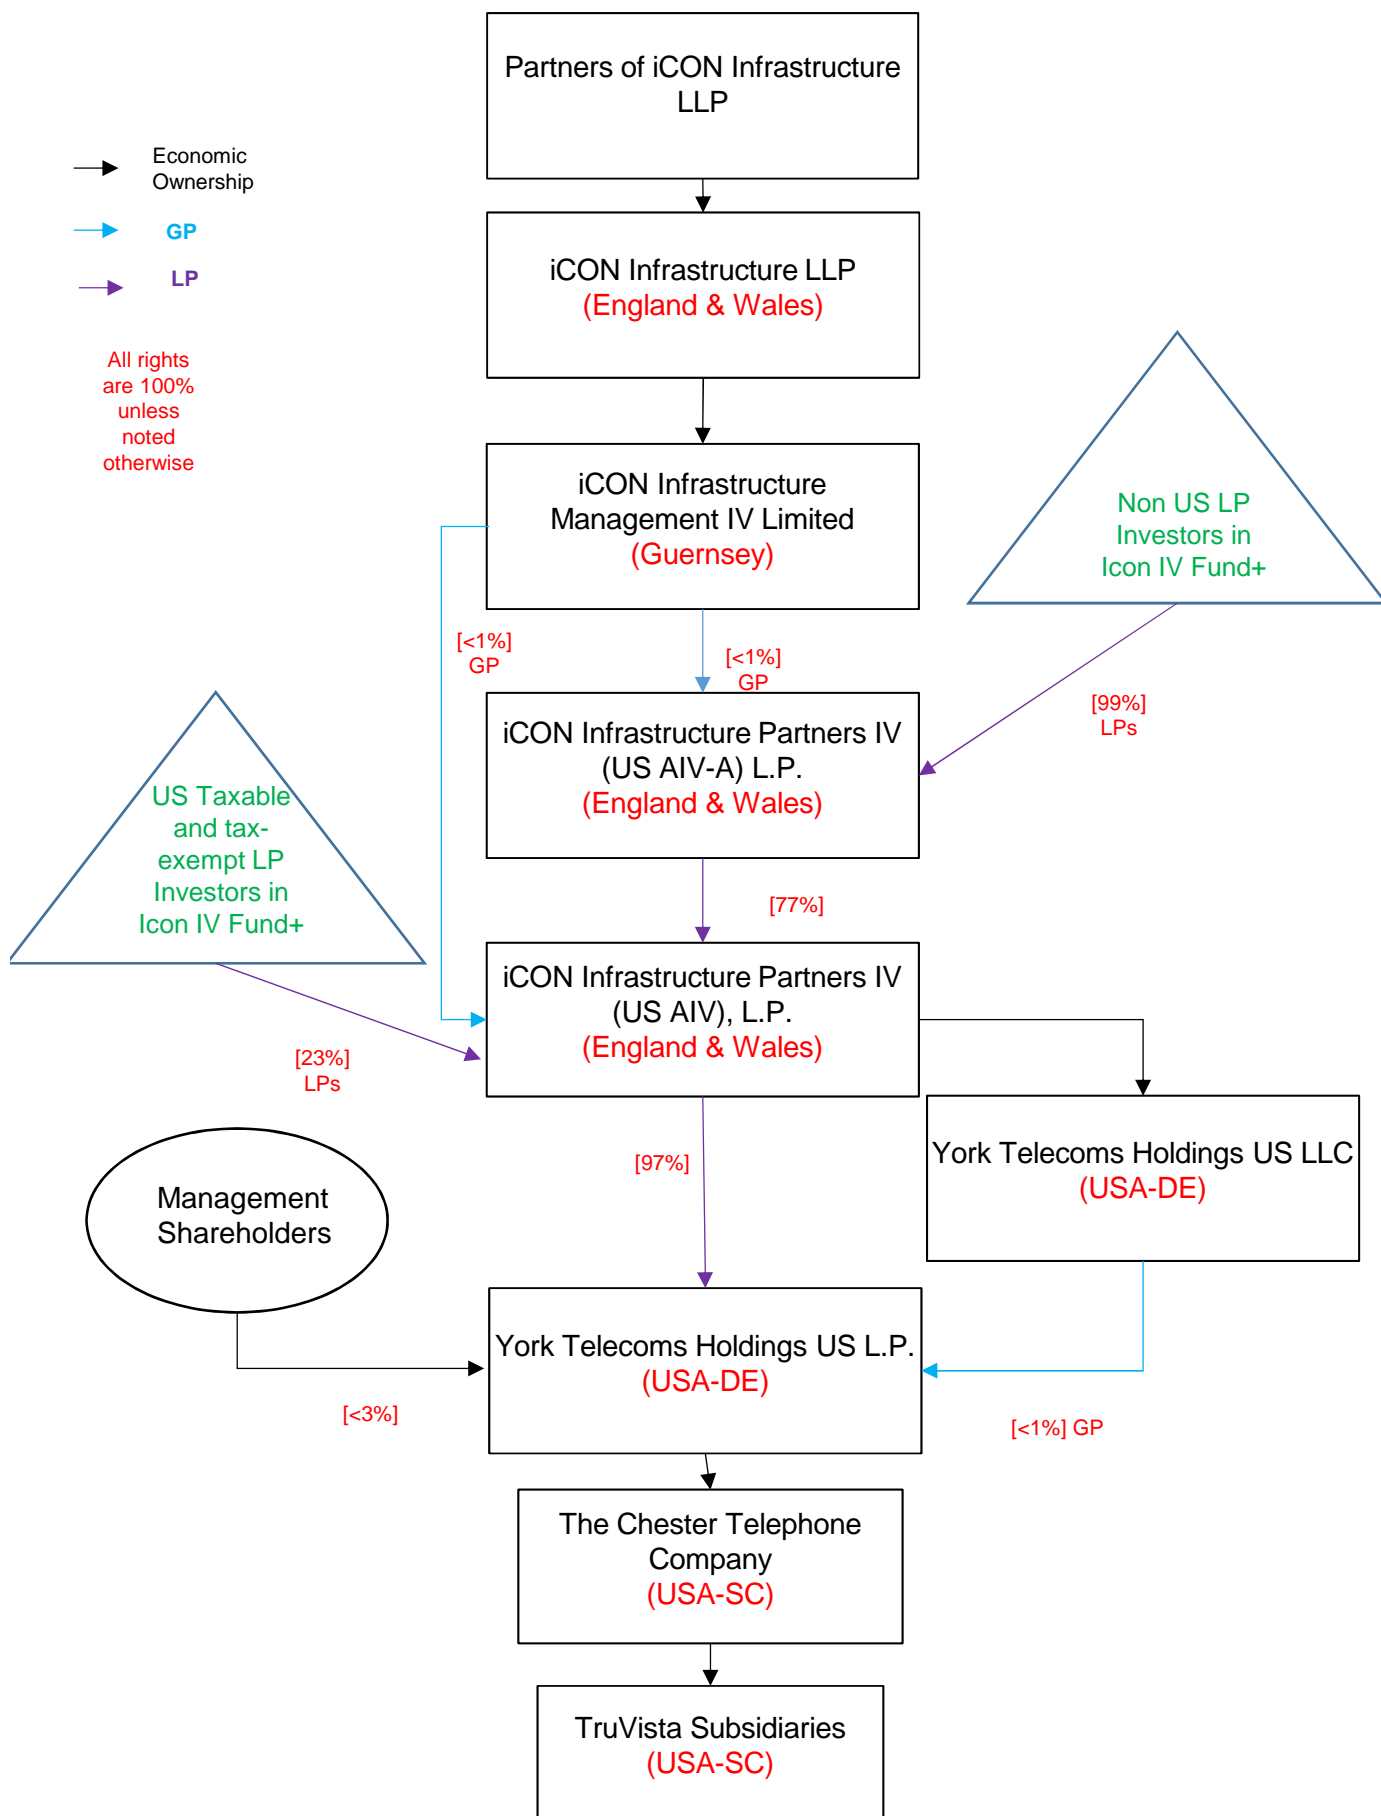 Partners of iCON Infrastructure
LLP
Economic
Ownership
GP
LP
All rights
are 100%
unless
noted
otherwise
iCON Infrastructure LLP
(England & Wales)
iCON Infrastructure
Management IV Limited
(Guernsey)
Non US LP
Investors in
Icon IV Fund+
[<1%]
GP
[<1%]
GP
[99%]
LPs
iCON Infrastructure Partners IV
(US AIV-A) L.P.
(England & Wales)
US Taxable
and tax-
exempt LP
Investors in
Icon IV Fund+
[77%]
iCON Infrastructure Partners IV
(US AIV), L.P.
(England & Wales)
[23%]
LPs
[97%]
York Telecoms Holdings US LLC
(USA-DE)
Management
Shareholders
York Telecoms Holdings US L.P.
(USA-DE)
[<3%]
[<1%] GP
The Chester Telephone
Company
(USA-SC)
TruVista Subsidiaries
(USA-SC)